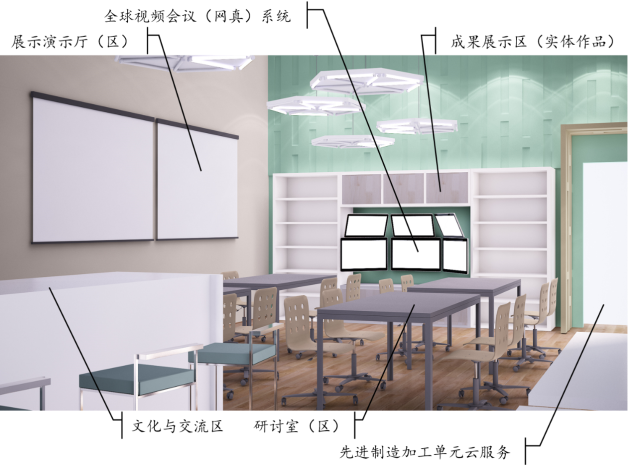 全球视频会议（网真）系统
展示演示厅（区）
成果展示区（实体作品）
文化与交流区
研讨室（区）
先进制造加工单元云服务